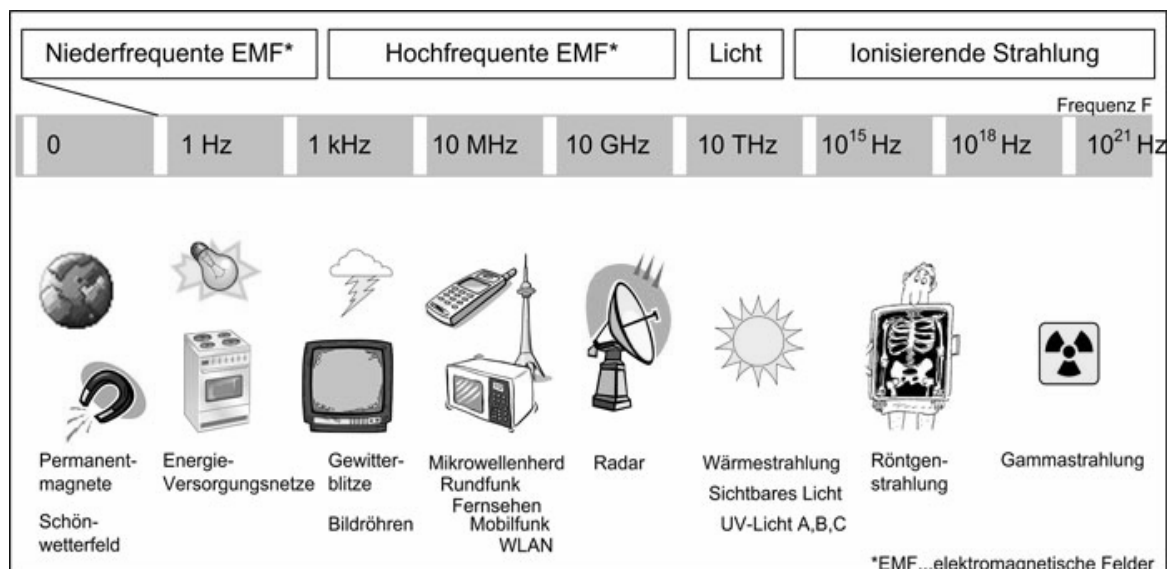 Niederfrequente EMF*
Hochfrequente EMF*
Licht
Ionisierende Strahlung
Frequenz F
0
1 Hz
1 kHz
10 MHz
10 GHz
10 THz
10¹⁵ Hz
10¹⁸ Hz
10²¹ Hz
Permanent-
magnete
Schön-
wetterfeld
Energie-
Versorgungsnetze
Gewitter-
blitze
Bildröhren
Mikrowellenherd
Rundfunk
Fernsehen
Mobilfunk
WLAN
Radar
Wärmestrahlung
Sichtbares Licht
UV-Licht A,B,C
Röntgen-
strahlung
Gammastrahlung
*EMF...elektromagnetische Felder